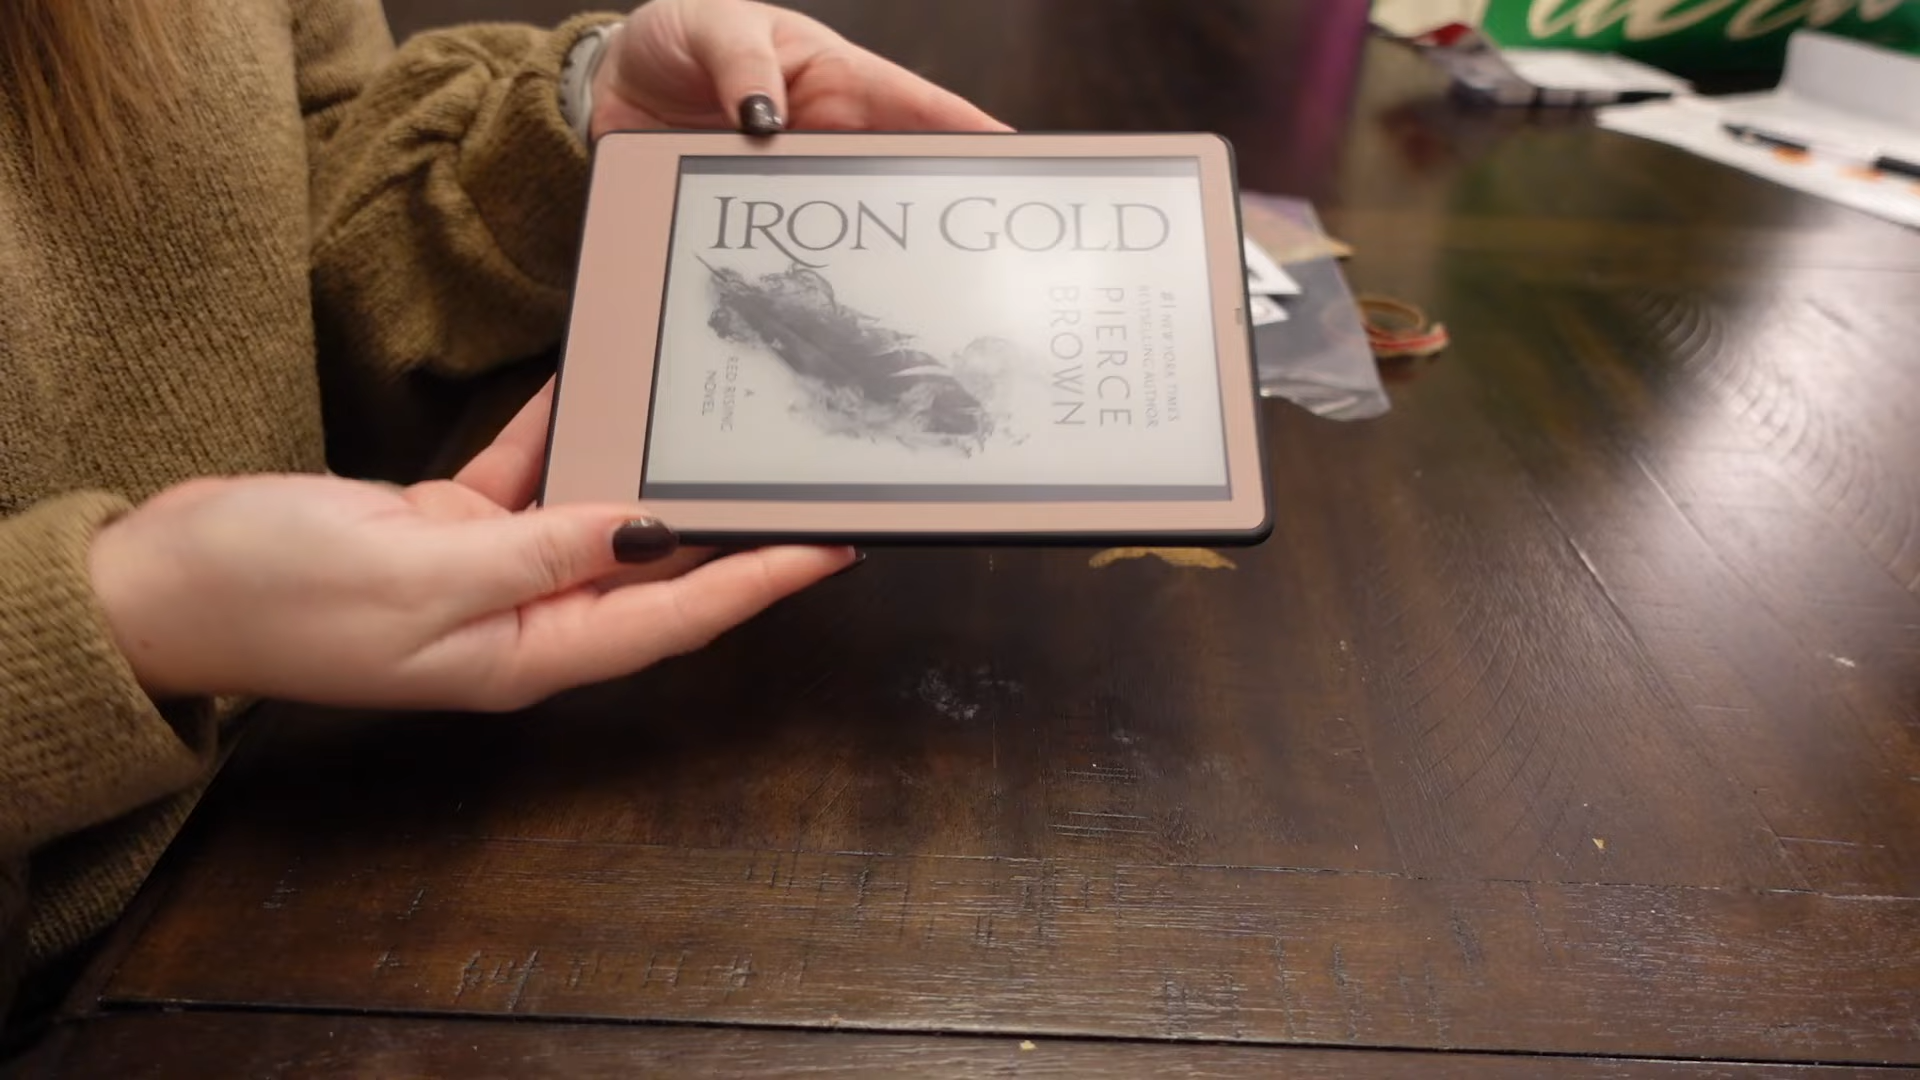 IRON GOLD
#1 NEW YORK TIMES
BESTSELLING AUTHOR
PIERCE
BROWN
A
RED RISING
NOVEL